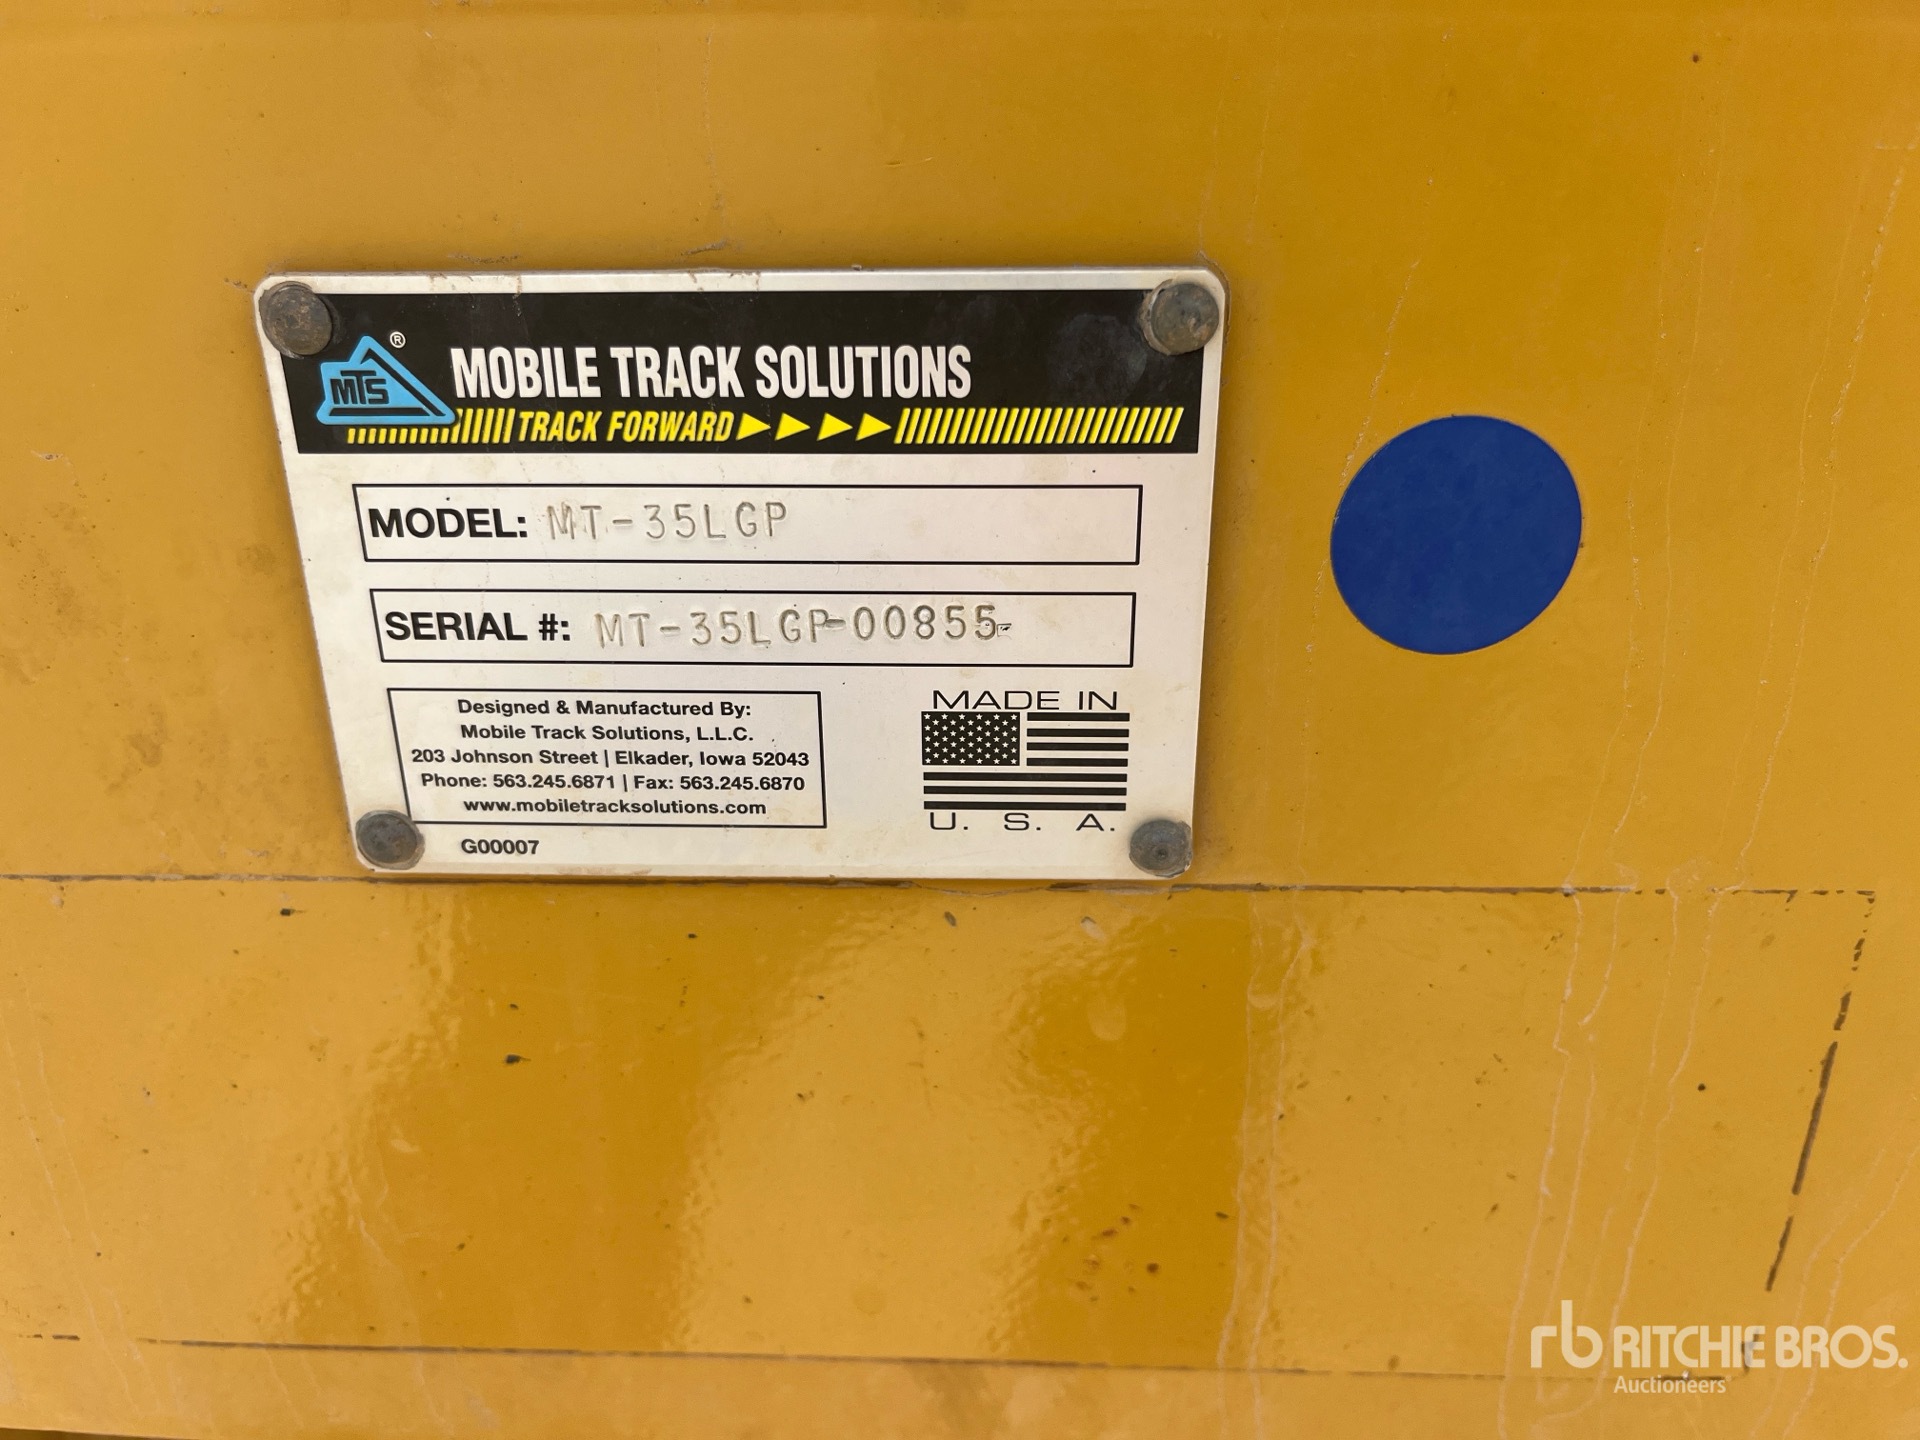 MTS ®
MOBILE TRACK SOLUTIONS
TRACK FORWARD
MODEL: MT-35LGP
SERIAL #: MT-35LGP-00855
Designed & Manufactured By:
Mobile Track Solutions, L.L.C.
203 Johnson Street | Elkader, Iowa 52043
Phone: 563.245.6871 | Fax: 563.245.6870
www.mobiletracksolutions.com
G00007
MADE IN
U. S. A.
rb RITCHIE BROS.
Auctioneers